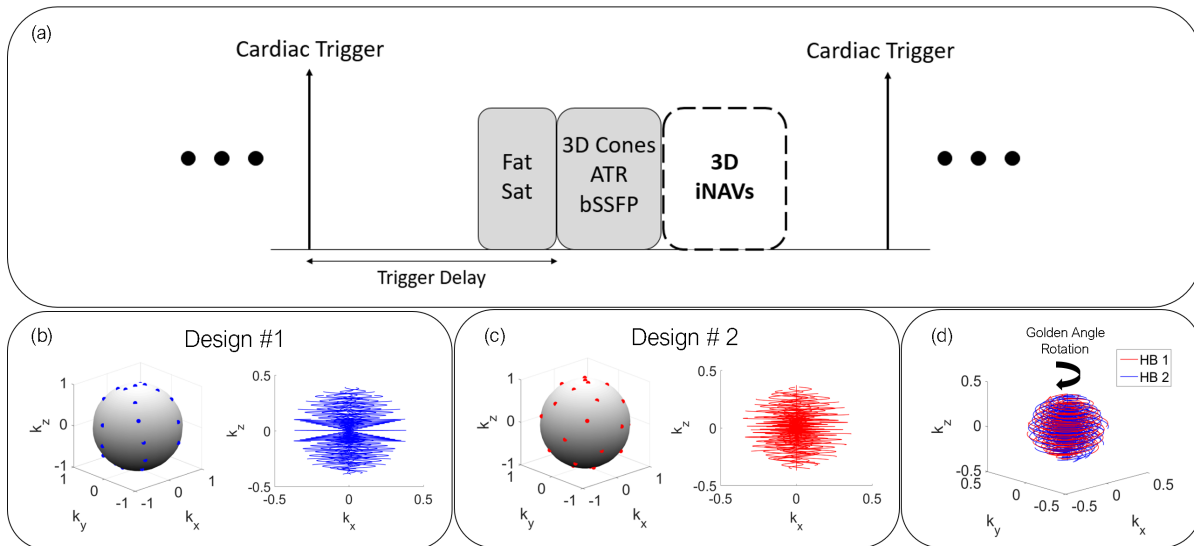 (a)
Cardiac Trigger
Cardiac Trigger
Fat
Sat
3D Cones
ATR
bSSFP
3D
iNAVs
Trigger Delay
(b)
Design #1
1
0
-1
k_z
1
0
-1
k_y
-1
0
1
k_x
0.5
0
-0.5
k_z
-0.5
0
0.5
k_x
(c)
Design # 2
1
0
-1
k_z
1
0
-1
k_y
-1
0
1
k_x
0.5
0
-0.5
k_z
-0.5
0
0.5
k_x
(d)
Golden Angle
Rotation
HB 1
HB 2
0.5
0
-0.5
k_z
0.5
0
-0.5
k_y
-0.5
0
0.5
k_x